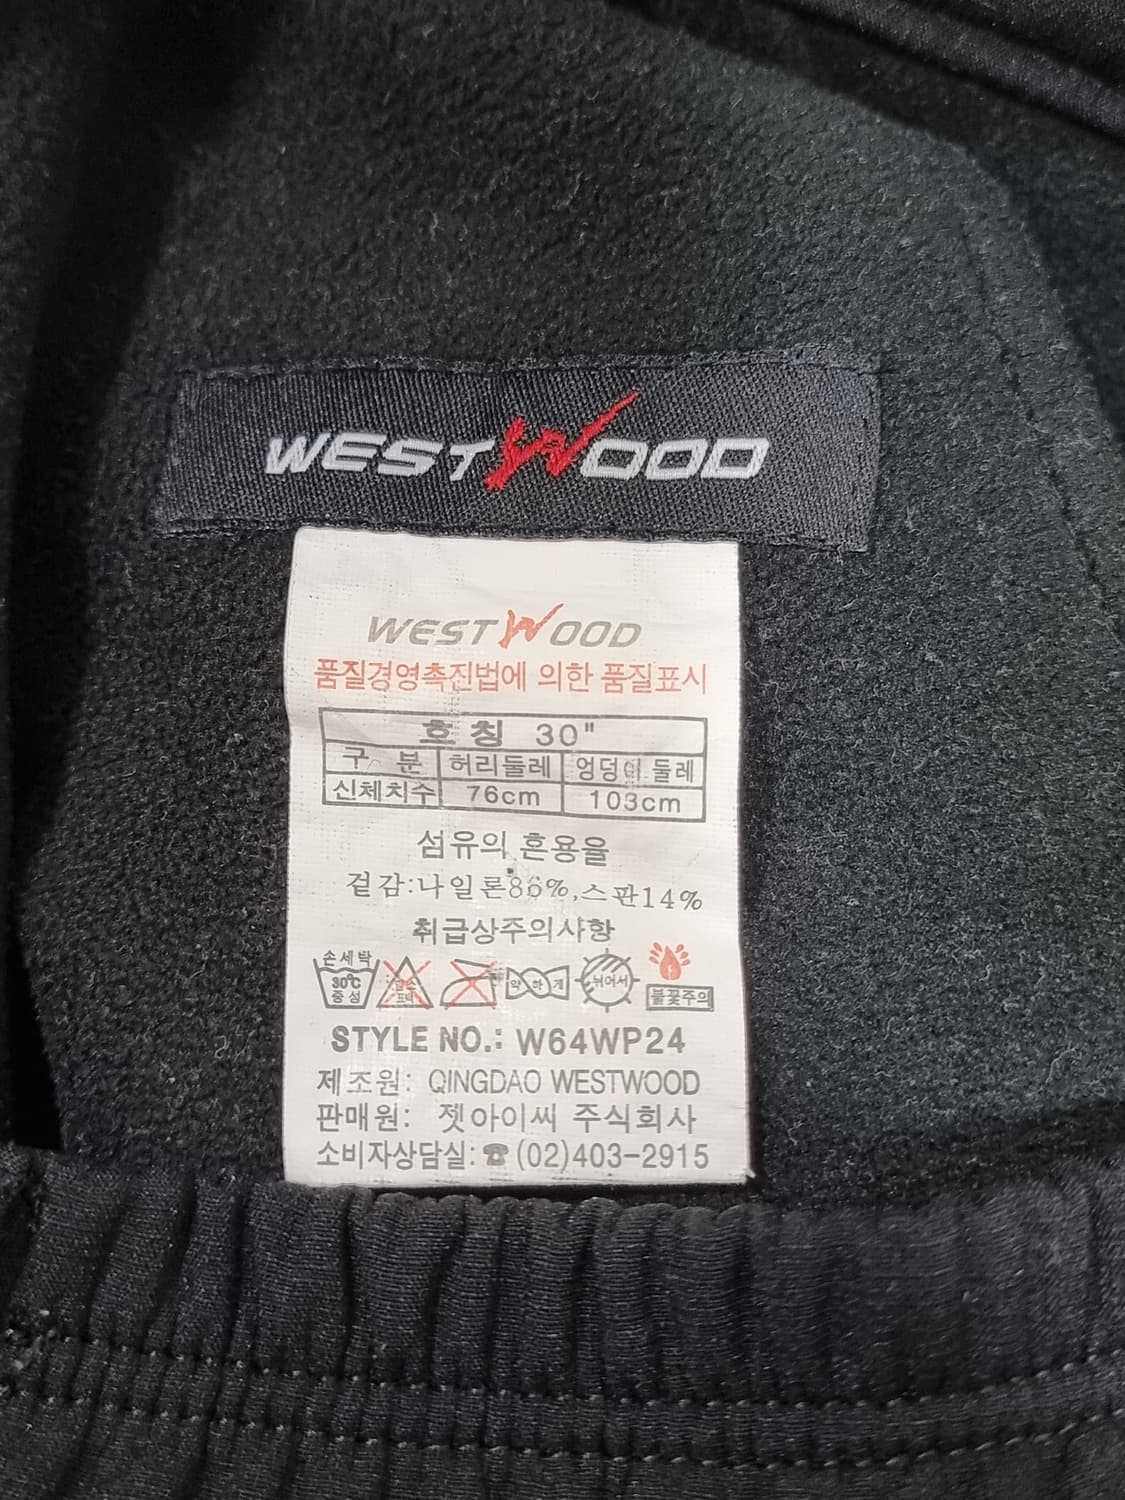 WESTWOOD
WESTWOOD
품질경영촉진법에 의한 품질표시
호 칭 30"
구 분 허리둘레 엉덩이 둘레
신체치수 76cm 103cm
섬유의 혼용율
겉감:나일론86%,스판14%
취급상주의사항
손세탁
30℃
중성
약하게
뉘어서
불꽃주의
STYLE NO.: W64WP24
제조원: QINGDAO WESTWOOD
판매원: 젯아이씨 주식회사
소비자상담실:☎(02)403-2915